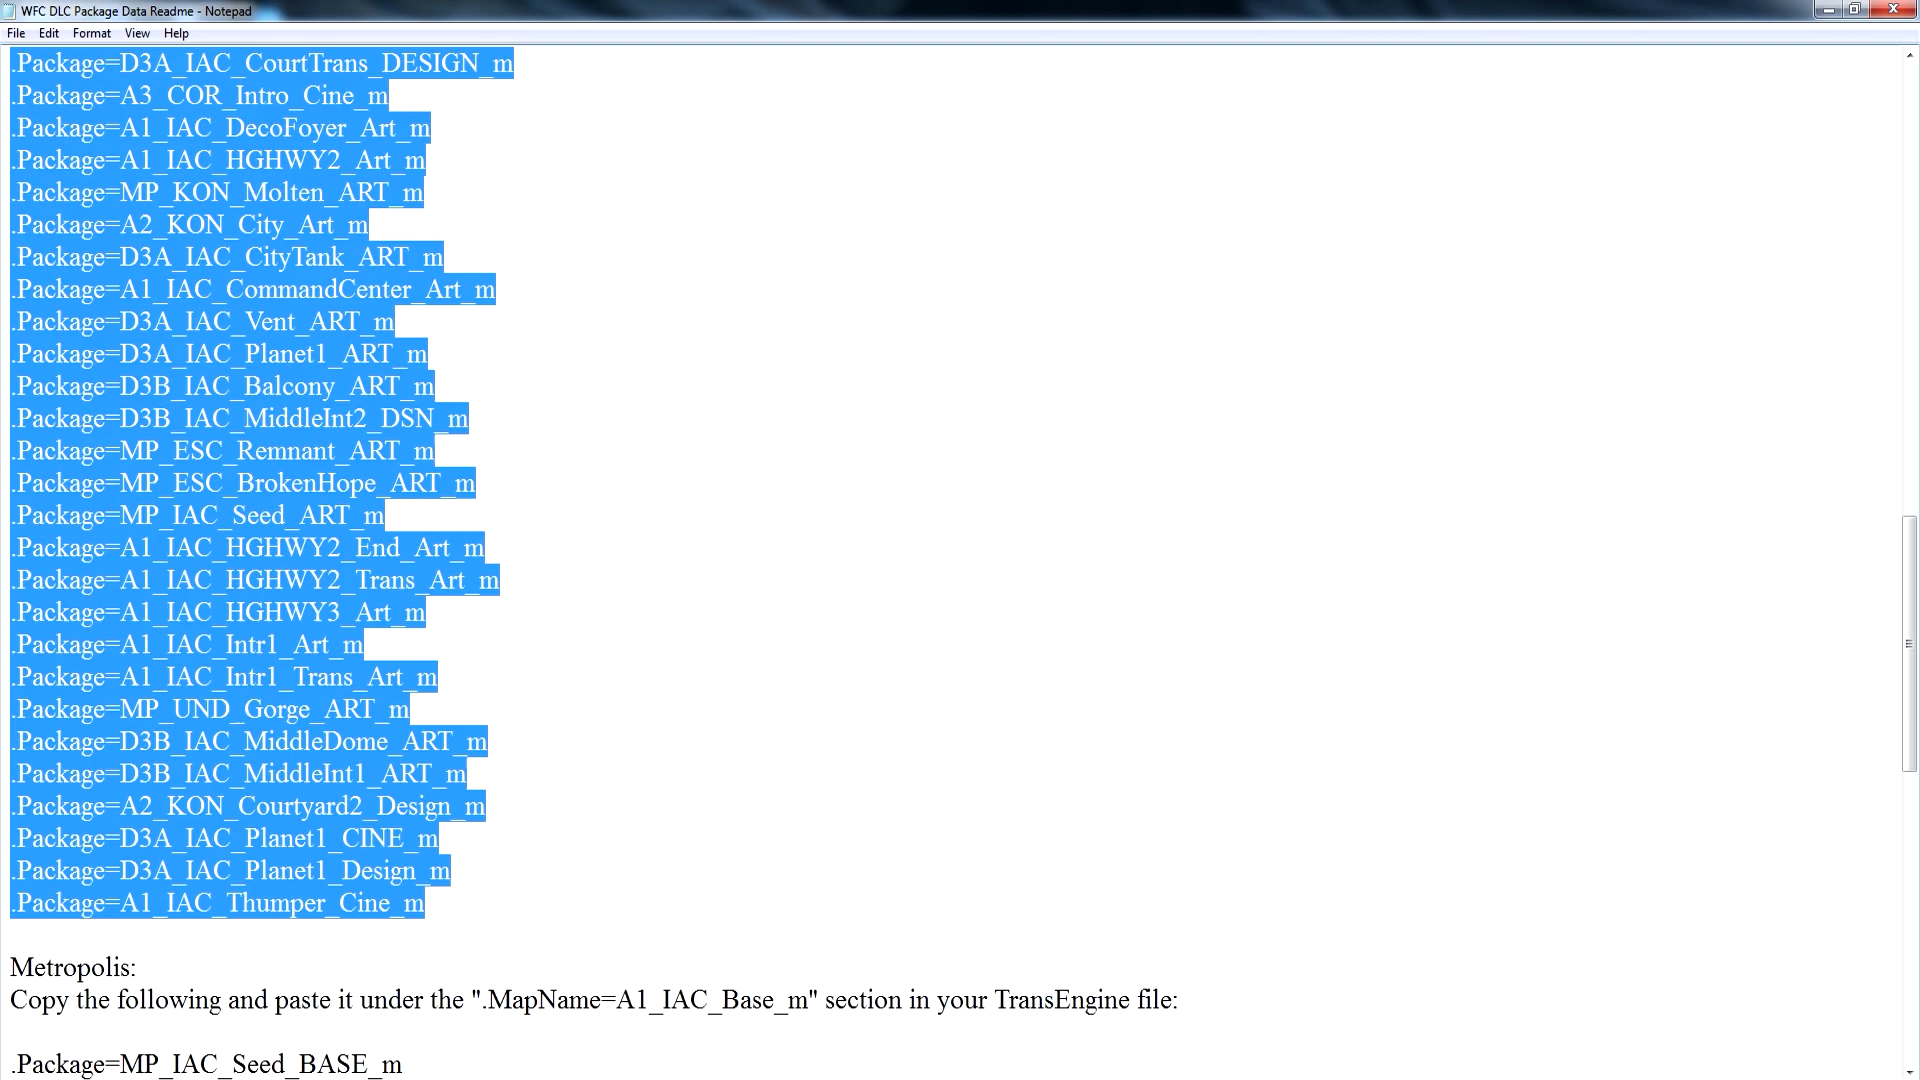 WFC DLC Package Data Readme - Notepad
File Edit Format View Help
.Package=D3A_IAC_CourtTrans_DESIGN_m
.Package=A3_COR_Intro_Cine_m
.Package=A1_IAC_DecoFoyer_Art_m
.Package=A1_IAC_HGHWY2_Art_m
.Package=MP_KON_Molten_ART_m
.Package=A2_KON_City_Art_m
.Package=D3A_IAC_CityTank_ART_m
.Package=A1_IAC_CommandCenter_Art_m
.Package=D3A_IAC_Vent_ART_m
.Package=D3A_IAC_Planet1_ART_m
.Package=D3B_IAC_Balcony_ART_m
.Package=D3B_IAC_MiddleInt2_DSN_m
.Package=MP_ESC_Remnant_ART_m
.Package=MP_ESC_BrokenHope_ART_m
.Package=MP_IAC_Seed_ART_m
.Package=A1_IAC_HGHWY2_End_Art_m
.Package=A1_IAC_HGHWY2_Trans_Art_m
.Package=A1_IAC_HGHWY3_Art_m
.Package=A1_IAC_Intr1_Art_m
.Package=A1_IAC_Intr1_Trans_Art_m
.Package=MP_UND_Gorge_ART_m
.Package=D3B_IAC_MiddleDome_ART_m
.Package=D3B_IAC_MiddleInt1_ART_m
.Package=A2_KON_Courtyard2_Design_m
.Package=D3A_IAC_Planet1_CINE_m
.Package=D3A_IAC_Planet1_Design_m
.Package=A1_IAC_Thumper_Cine_m
Metropolis:
Copy the following and paste it under the ".MapName=A1_IAC_Base_m" section in your TransEngine file:
.Package=MP_IAC_Seed_BASE_m